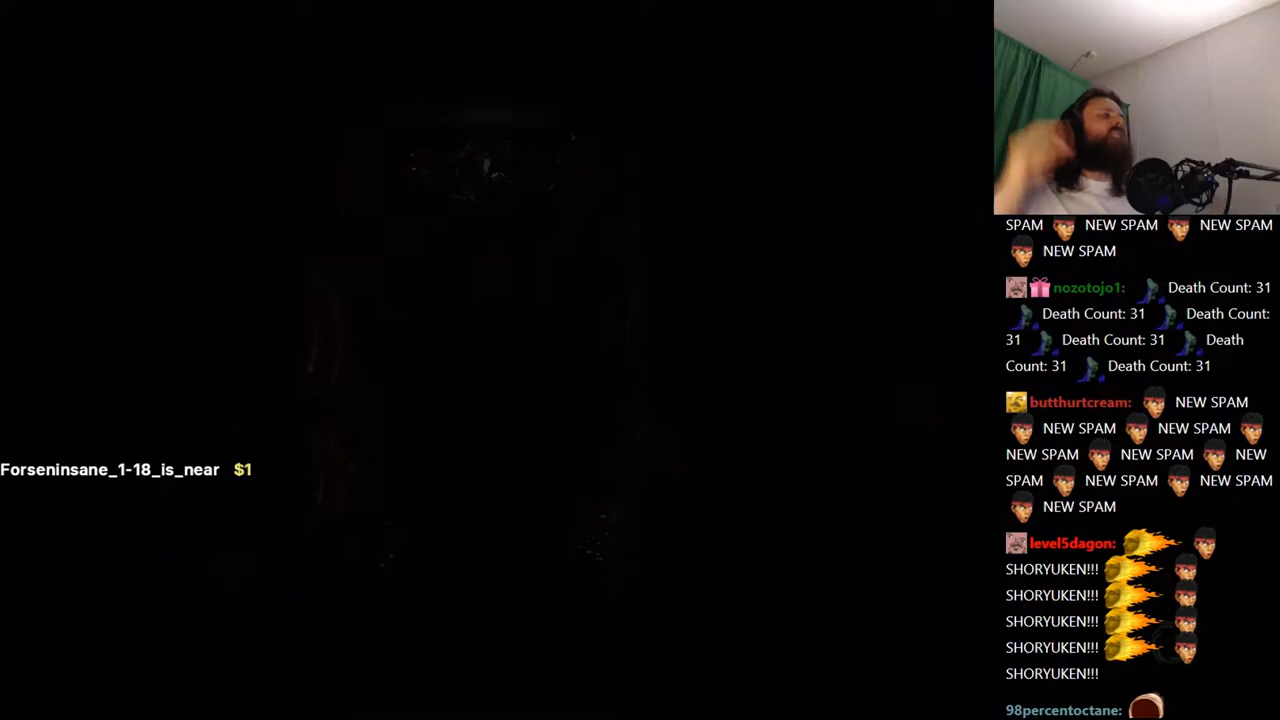 SPAM NEW SPAM NEW SPAM
NEW SPAM
nozotojo1: Death Count: 31
Death Count: 31 Death Count:
31 Death Count: 31 Death
Count: 31 Death Count: 31
butthurtcream: NEW SPAM
NEW SPAM NEW SPAM
NEW SPAM NEW SPAM NEW
SPAM NEW SPAM NEW SPAM
NEW SPAM
Forseninsane_1-18_is_near $1
level5dagon:
SHORYUKEN!!!
SHORYUKEN!!!
SHORYUKEN!!!
SHORYUKEN!!!
SHORYUKEN!!!
98percentoctane: